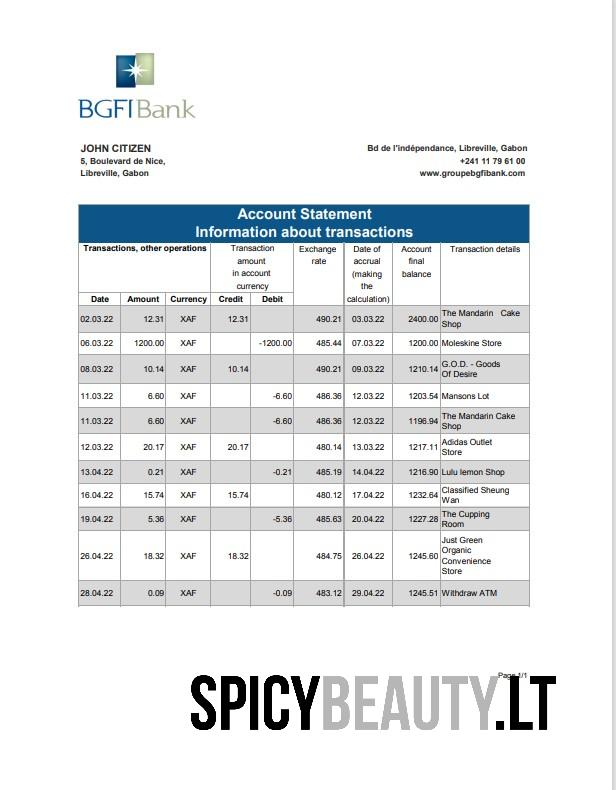 BGFIBank
JOHN CITIZEN
5, Boulevard de Nice,
Libreville, Gabon
Bd de l'indépendance, Libreville, Gabon
+241 11 79 61 00
www.groupebgfibank.com
Account Statement
Information about transactions
Transactions, other operations
Transaction
amount
in account
currency
Exchange
rate
Date of
accrual
(making
the
calculation)
Account
final
balance
Transaction details
Date Amount Currency Credit Debit
02.03.22 12.31 XAF 12.31 490.21 03.03.22 2400.00 The Mandarin Cake
Shop
06.03.22 1200.00 XAF -1200.00 485.44 07.03.22 1200.00 Moleskine Store
08.03.22 10.14 XAF 10.14 490.21 09.03.22 1210.14 G.O.D. - Goods
Of Desire
11.03.22 6.60 XAF -6.60 486.36 12.03.22 1203.54 Mansons Lot
11.03.22 6.60 XAF -6.60 486.36 12.03.22 1196.94 The Mandarin Cake
Shop
12.03.22 20.17 XAF 20.17 480.14 13.03.22 1217.11 Adidas Outlet
Store
13.04.22 0.21 XAF -0.21 485.19 14.04.22 1216.90 Lulu lemon Shop
16.04.22 15.74 XAF 15.74 480.12 17.04.22 1232.64 Classified Sheung
Wan
19.04.22 5.36 XAF -5.36 485.63 20.04.22 1227.28 The Cupping
Room
26.04.22 18.32 XAF 18.32 484.75 26.04.22 1245.60 Just Green
Organic
Convenience
Store
28.04.22 0.09 XAF -0.09 483.12 29.04.22 1245.51 Withdraw ATM
Page 1/1
SPICYBEAUTY.LT